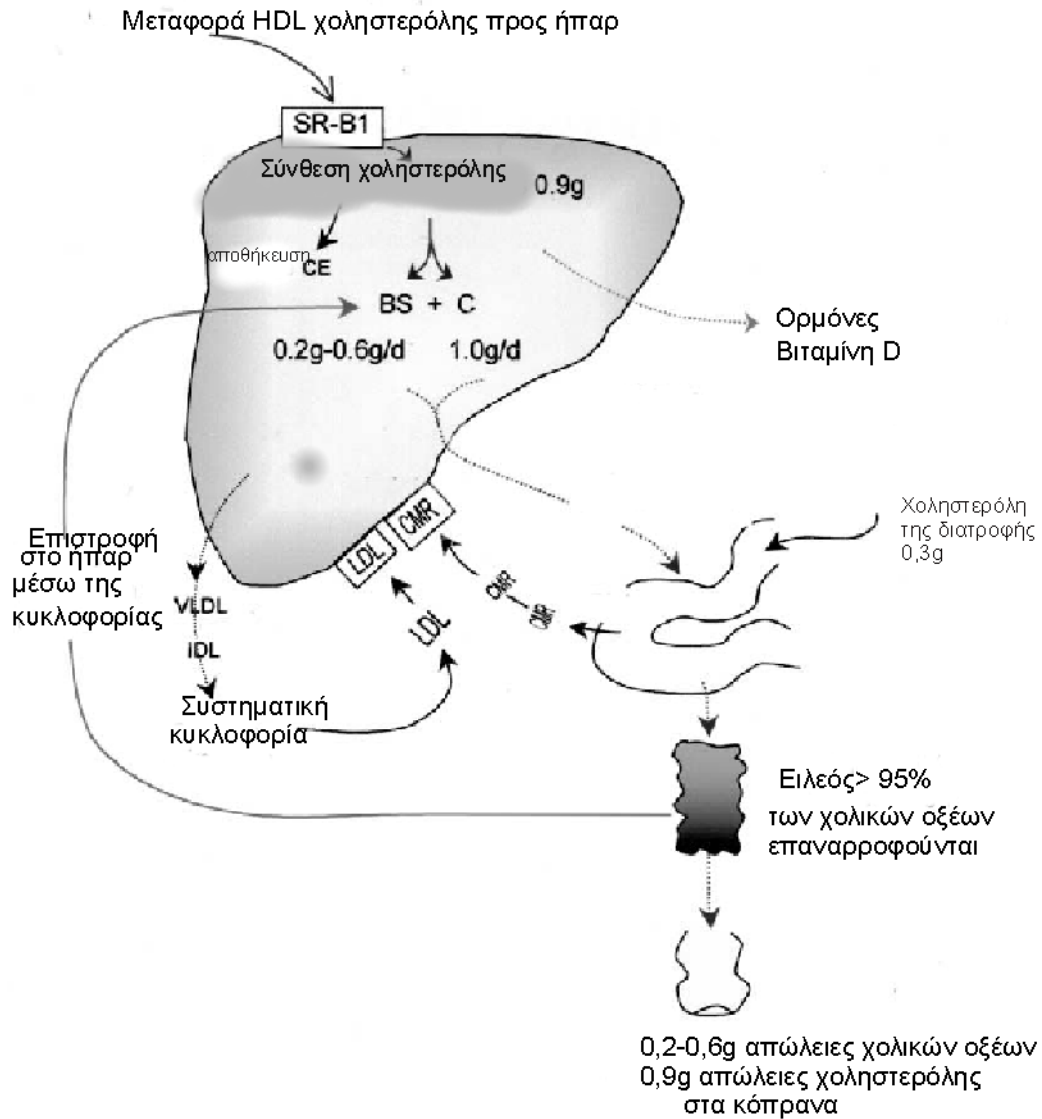 Μεταφορά HDL χοληστερόλης προς ήπαρ
SR-B1
Σύνθεση χοληστερόλης
0.9g
αποθήκευση
CE
BS + C
0.2g-0.6g/d 1.0g/d
Ορμόνες
Βιταμίνη D
Χοληστερόλη
της διατροφής
0,3g
Επιστροφή
στο ήπαρ
μέσω της
κυκλοφορίας
LDL
CMR
CMR
CMR
LDL
VLDL
IDL
Συστηματική
κυκλοφορία
Ειλεός> 95%
των χολικών οξέων
επαναρροφούνται
0,2-0,6g απώλειες χολικών οξέων
0,9g απώλειες χοληστερόλης
στα κόπρανα